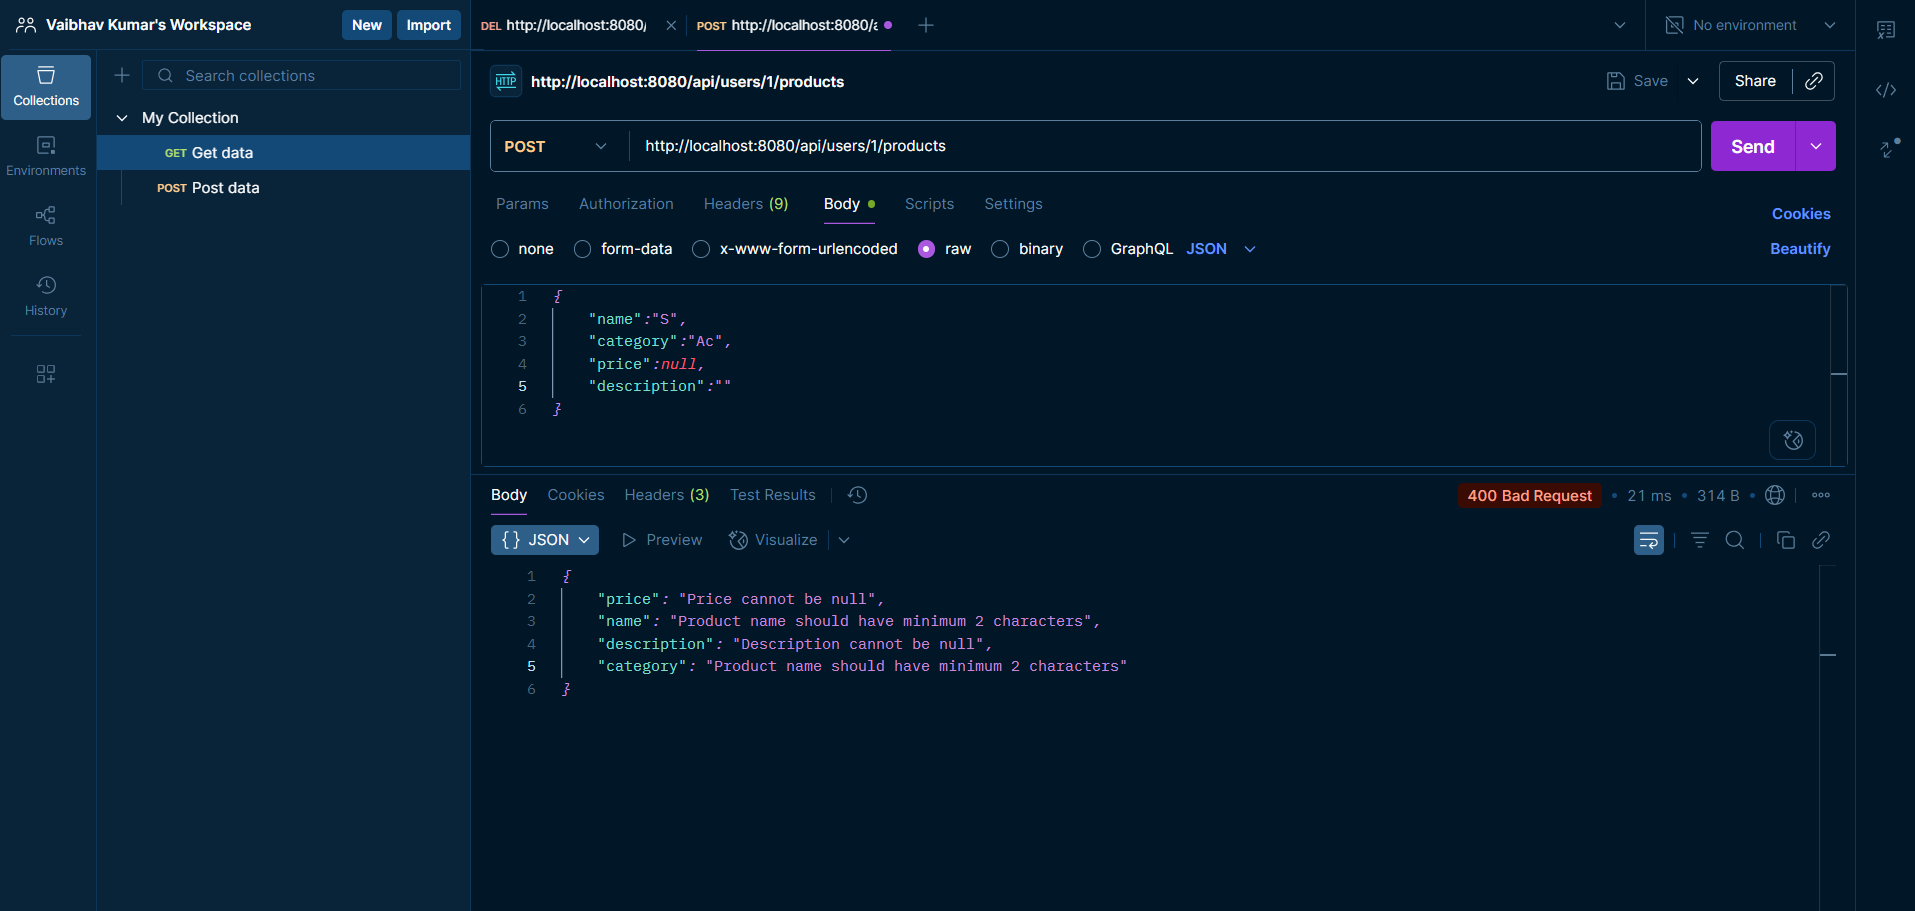 Vaibhav Kumar's Workspace
New
Import
DEL http://localhost:8080/
POST http://localhost:8080/a
No environment
Collections
Environments
Flows
History
Search collections
My Collection
GET Get data
POST Post data
HTTP
http://localhost:8080/api/users/1/products
Save
Share
POST
http://localhost:8080/api/users/1/products
Send
Params
Authorization
Headers (9)
Body
Scripts
Settings
Cookies
none
form-data
x-www-form-urlencoded
raw
binary
GraphQL
JSON
Beautify
1 {
2 "name":"S",
3 "category":"Ac",
4 "price":null,
5 "description":""
6 }
Body
Cookies
Headers (3)
Test Results
400 Bad Request
21 ms
314 B
{} JSON
Preview
Visualize
1 {
2 "price": "Price cannot be null",
3 "name": "Product name should have minimum 2 characters",
4 "description": "Description cannot be null",
5 "category": "Product name should have minimum 2 characters"
6 }